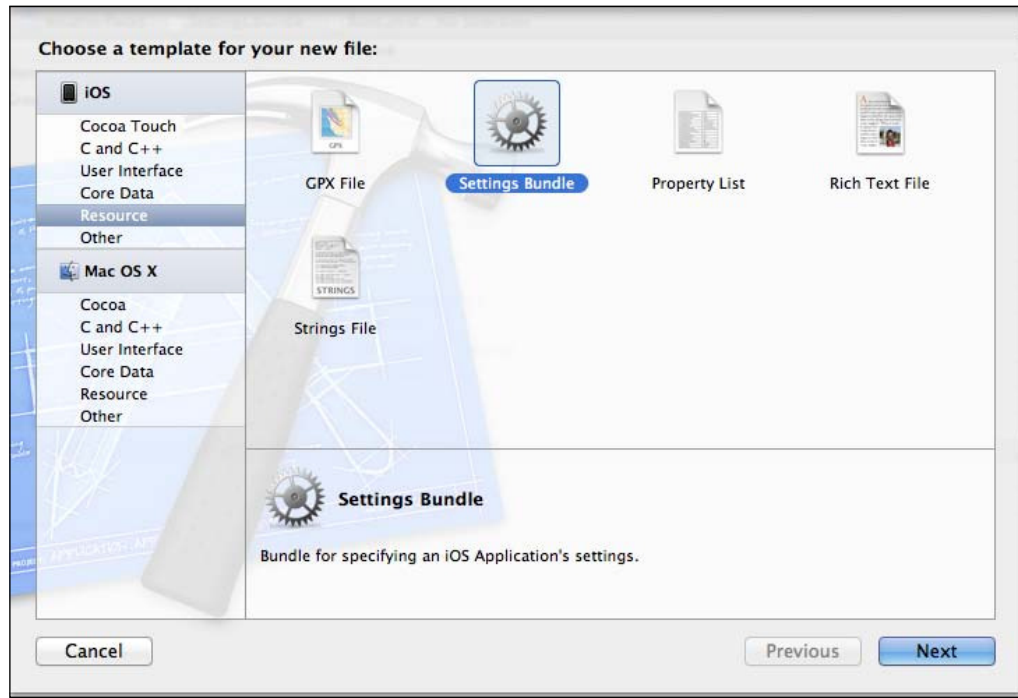 Choose a template for your new file:
iOS
Cocoa Touch
C and C++
User Interface
Core Data
Resource
Other
Mac OS X
Cocoa
C and C++
User Interface
Core Data
Resource
Other
GPX
GPX File
Settings Bundle
Property List
Rich Text File
STRINGS
Strings File
Settings Bundle
Bundle for specifying an iOS Application's settings.
Cancel
Previous
Next